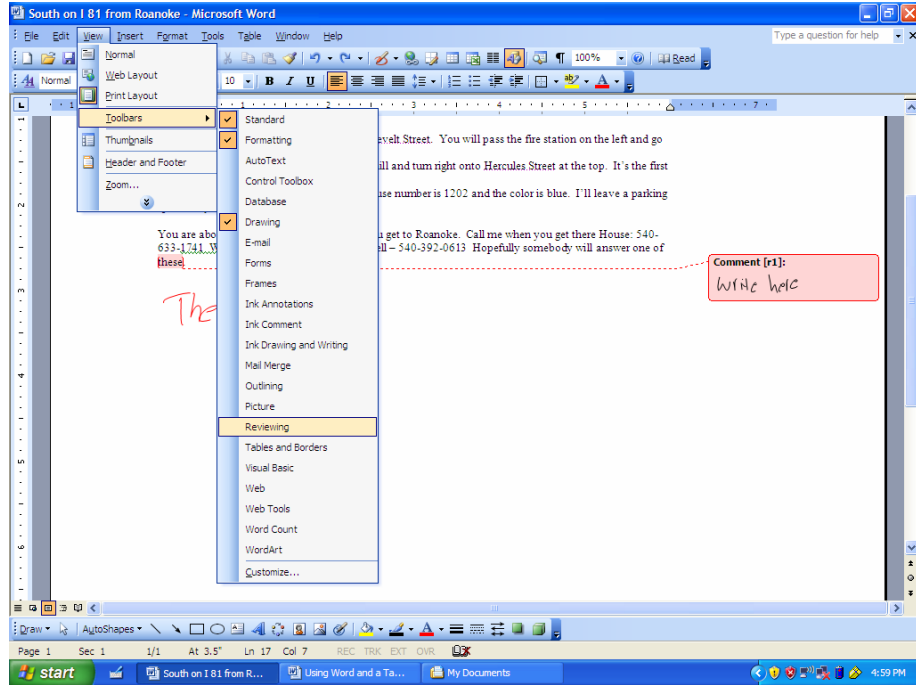 South on I 81 from Roanoke - Microsoft Word
File Edit View Insert Format Tools Table Window Help Type a question for help
100% Read
Normal 10 B I U
Normal
Web Layout
Print Layout
Toolbars
Thumbnails
Header and Footer
Zoom...
Standard
Formatting
AutoText
Control Toolbox
Database
Drawing
E-mail
Forms
Frames
Ink Annotations
Ink Comment
Ink Drawing and Writing
Mail Merge
Outlining
Picture
Reviewing
Tables and Borders
Visual Basic
Web
Web Tools
Word Count
WordArt
Customize...
Street. You will pass the fire station on the left and go
and turn right onto Hercules Street at the top. It's the first
number is 1202 and the color is blue. I'll leave a parking
You are abo get to Roanoke. Call me when you get there House: 540-
633-1741 W – 540-392-0613 Hopefully somebody will answer one of
these.
The
Comment [r1]:
Write here
Draw AutoShapes
Page 1 Sec 1 1/1 At 3.5" Ln 17 Col 7 REC TRK EXT OVR
start South on I 81 from R... Using Word and a Ta... My Documents 4:59 PM